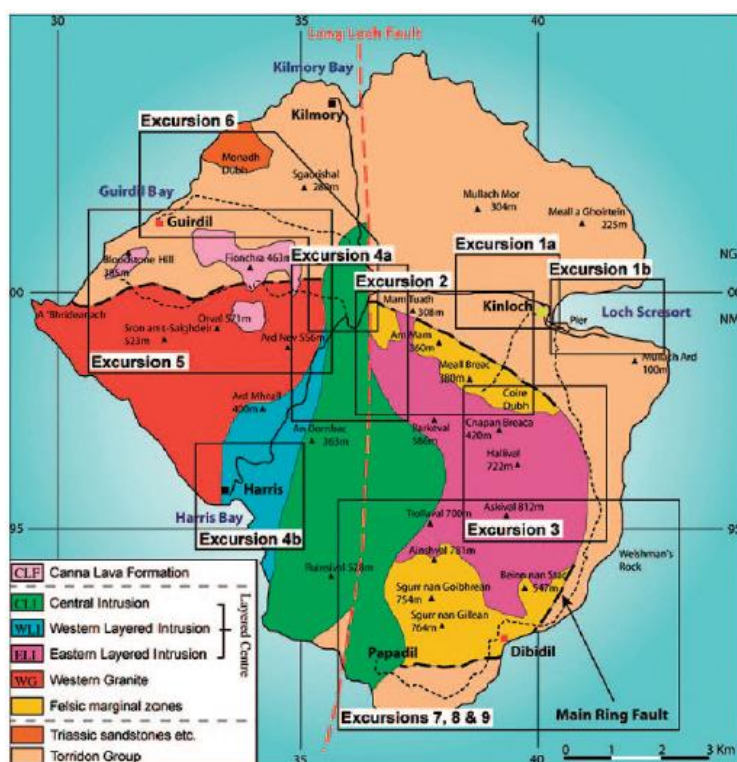 30
35
40
Long Loch Fault
Kilmory Bay
Kilmory
Excursion 6
Monadh
Dubh
Sgaorishal
280m
Mullach Mor
304m
Meall a Ghoirtein
225m
Guirdil Bay
Guirdil
Bloodstone Hill
385m
Fionchra 463m
Excursion 4a
Excursion 1a
Excursion 1b
NG
00
00
NM
Excursion 2
Mam Tuath
308m
Kinloch
Loch Scresort
Pier
A 'Bhrideanach
Orval 571m
Sron an t-Saighdeir
523m
Ard Nev 556m
Am Mam
360m
Meall Breac
380m
Mullach Ard
100m
Excursion 5
Coire
Dubh
Ard Mheall
400m
An Dornbac
363m
Barkeval
Cnapan Breaca
420m
Hallival
722m
Harris
Harris Bay
Excursion 4b
Trollaval 700m
Askival 812m
Excursion 3
95
95
Ainshval 781m
Ruinsival 528m
Beinn nan Stac
547m
Welshman's
Rock
Sgurr nan Goibhrean
754m
Sgurr nan Gillean
764m
Papadil
Dibidil
Main Ring Fault
Excursions 7, 8 & 9
CLF Canna Lava Formation
CLI Central Intrusion
WLI Western Layered Intrusion
ELI Eastern Layered Intrusion
Layered Centre
WG Western Granite
Felsic marginal zones
Triassic sandstones etc.
Torridon Group
35
40
0 1 2 3 Km